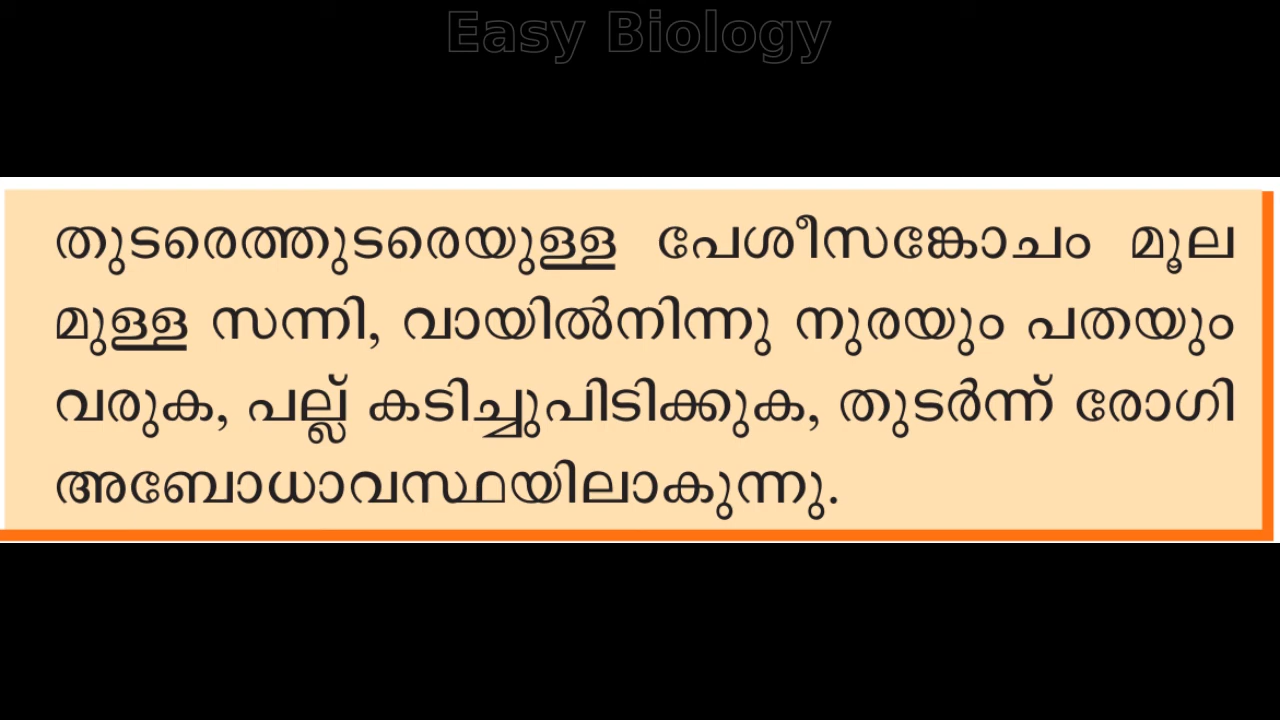 Easy Biology
തുടരെത്തുടരെയുള്ള പേശീസങ്കോചം മൂല
മുള്ള സന്നി, വായിൽനിന്നു നുരയും പതയും
വരുക, പല്ല് കടിച്ചുപിടിക്കുക, തുടർന്ന് രോഗി
അബോധാവസ്ഥയിലാകുന്നു.